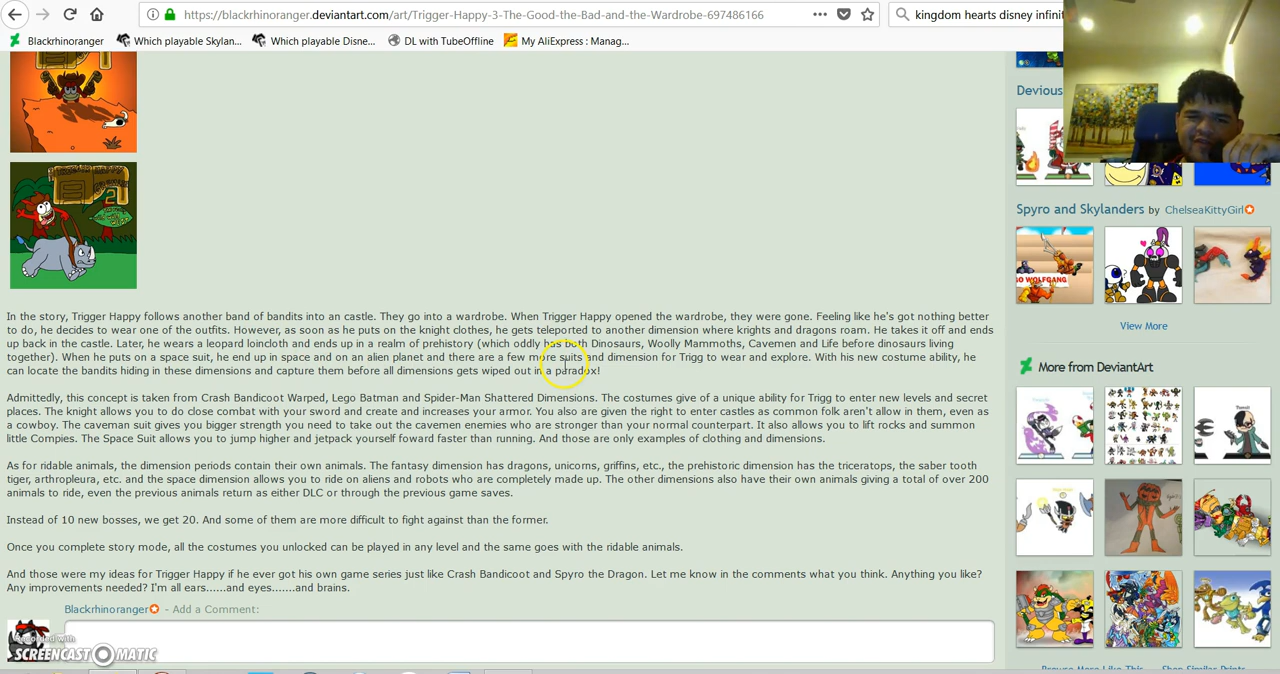 https://blackrhinoranger.deviantart.com/art/Trigger-Happy-3-The-Good-the-Bad-and-the-Wardrobe-697486166
kingdom hearts disney infinit
Blackrhinoranger
Which playable Skylan...
Which playable Disne...
DL with TubeOffline
My AliExpress : Manag...
Devious
Spyro and Skylanders by ChelseaKittyGirl
View More
In the story, Trigger Happy follows another band of bandits into an castle. They go into a wardrobe. When Trigger Happy opened the wardrobe, they were gone. Feeling like he's got nothing better
to do, he decides to wear one of the outfits. However, as soon as he puts on the knight clothes, he gets teleported to another dimension where krights and dragons roam. He takes it off and ends
up back in the castle. Later, he wears a leopard loincloth and ends up in a realm of prehistory (which oddly has both Dinosaurs, Woolly Mammoths, Cavemen and Life before dinosaurs living
together). When he puts on a space suit, he end up in space and on an alien planet and there are a few more suits and dimension for Trigg to wear and explore. With his new costume ability, he
can locate the bandits hiding in these dimensions and capture them before all dimensions gets wiped out in a paradox!
More from DeviantArt
Admittedly, this concept is taken from Crash Bandicoot Warped, Lego Batman and Spider-Man Shattered Dimensions. The costumes give of a unique ability for Trigg to enter new levels and secret
places. The knight allows you to do close combat with your sword and create and increases your armor. You also are given the right to enter castles as common folk aren't allow in them, even as
a cowboy. The caveman suit gives you bigger strength you need to take out the cavemen enemies who are stronger than your normal counterpart. It also allows you to lift rocks and summon
little Compies. The Space Suit allows you to jump higher and jetpack yourself foward faster than running. And those are only examples of clothing and dimensions.
As for ridable animals, the dimension periods contain their own animals. The fantasy dimension has dragons, unicorns, griffins, etc., the prehistoric dimension has the triceratops, the saber tooth
tiger, arthropleura, etc. and the space dimension allows you to ride on aliens and robots who are completely made up. The other dimensions also have their own animals giving a total of over 200
animals to ride, even the previous animals return as either DLC or through the previous game saves.
Instead of 10 new bosses, we get 20. And some of them are more difficult to fight against than the former.
Once you complete story mode, all the costumes you unlocked can be played in any level and the same goes with the ridable animals.
And those were my ideas for Trigger Happy if he ever got his own game series just like Crash Bandicoot and Spyro the Dragon. Let me know in the comments what you think. Anything you like?
Any improvements needed? I'm all ears......and eyes.......and brains.
Blackrhinoranger - Add a Comment:
Recorded with
SCREENCAST MATIC
Browse More Like This
Shop Similar Prints